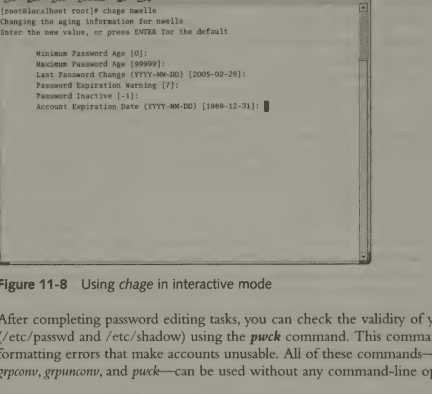 [root@localhost root]# chage nwells
Changing the aging information for nwells
Enter the new value, or press ENTER for the default
Minimum Password Age [0]:
Maximum Password Age [99999]:
Last Password Change (YYYY-MM-DD) [2005-02-26]:
Password Expiration Warning [7]:
Password Inactive [-1]:
Account Expiration Date (YYYY-MM-DD) [1969-12-31]:
Figure 11-8 Using chage in interactive mode
After completing password editing tasks, you can check the validity of
(/etc/passwd and /etc/shadow) using the pwck command. This
formatting errors that make accounts unusable. All of these commands—
grpconv, grpunconv, and pwck—can be used without any command-line